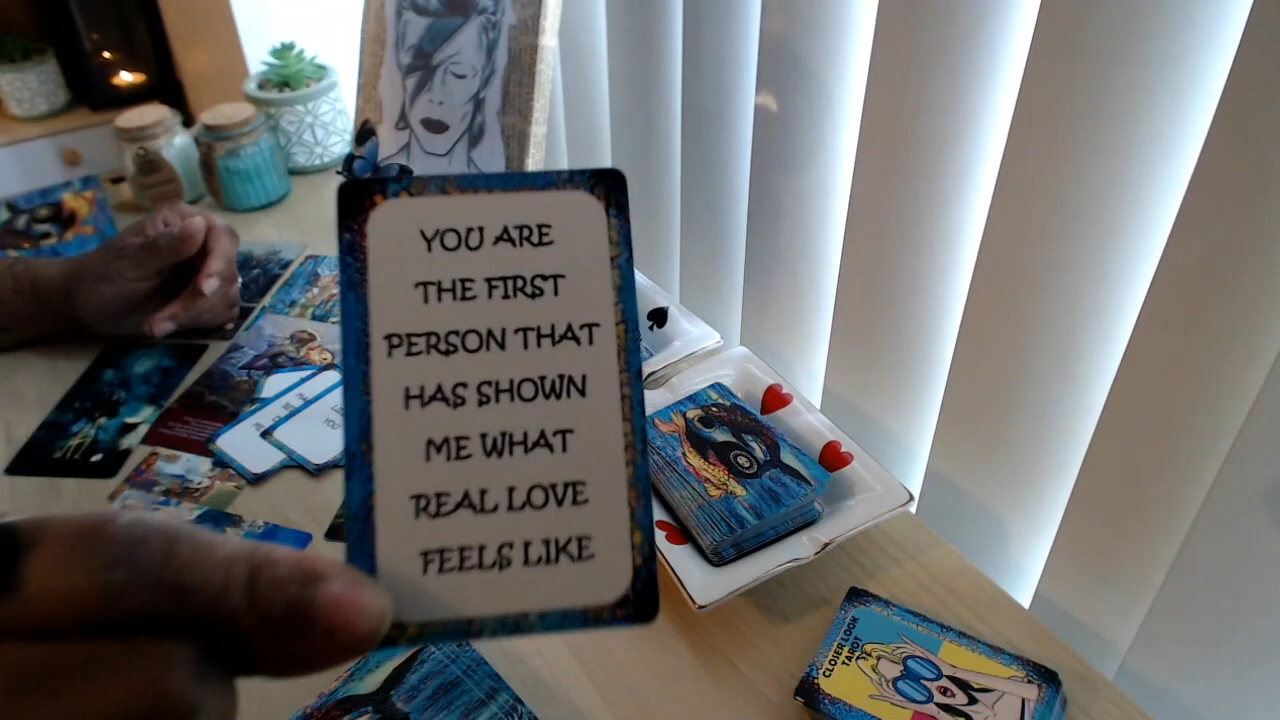 YOU ARE
THE FIRST
PERSON THAT
HAS SHOWN
ME WHAT
REAL LOVE
FEELS LIKE
CLOSER LOOK
TAROT